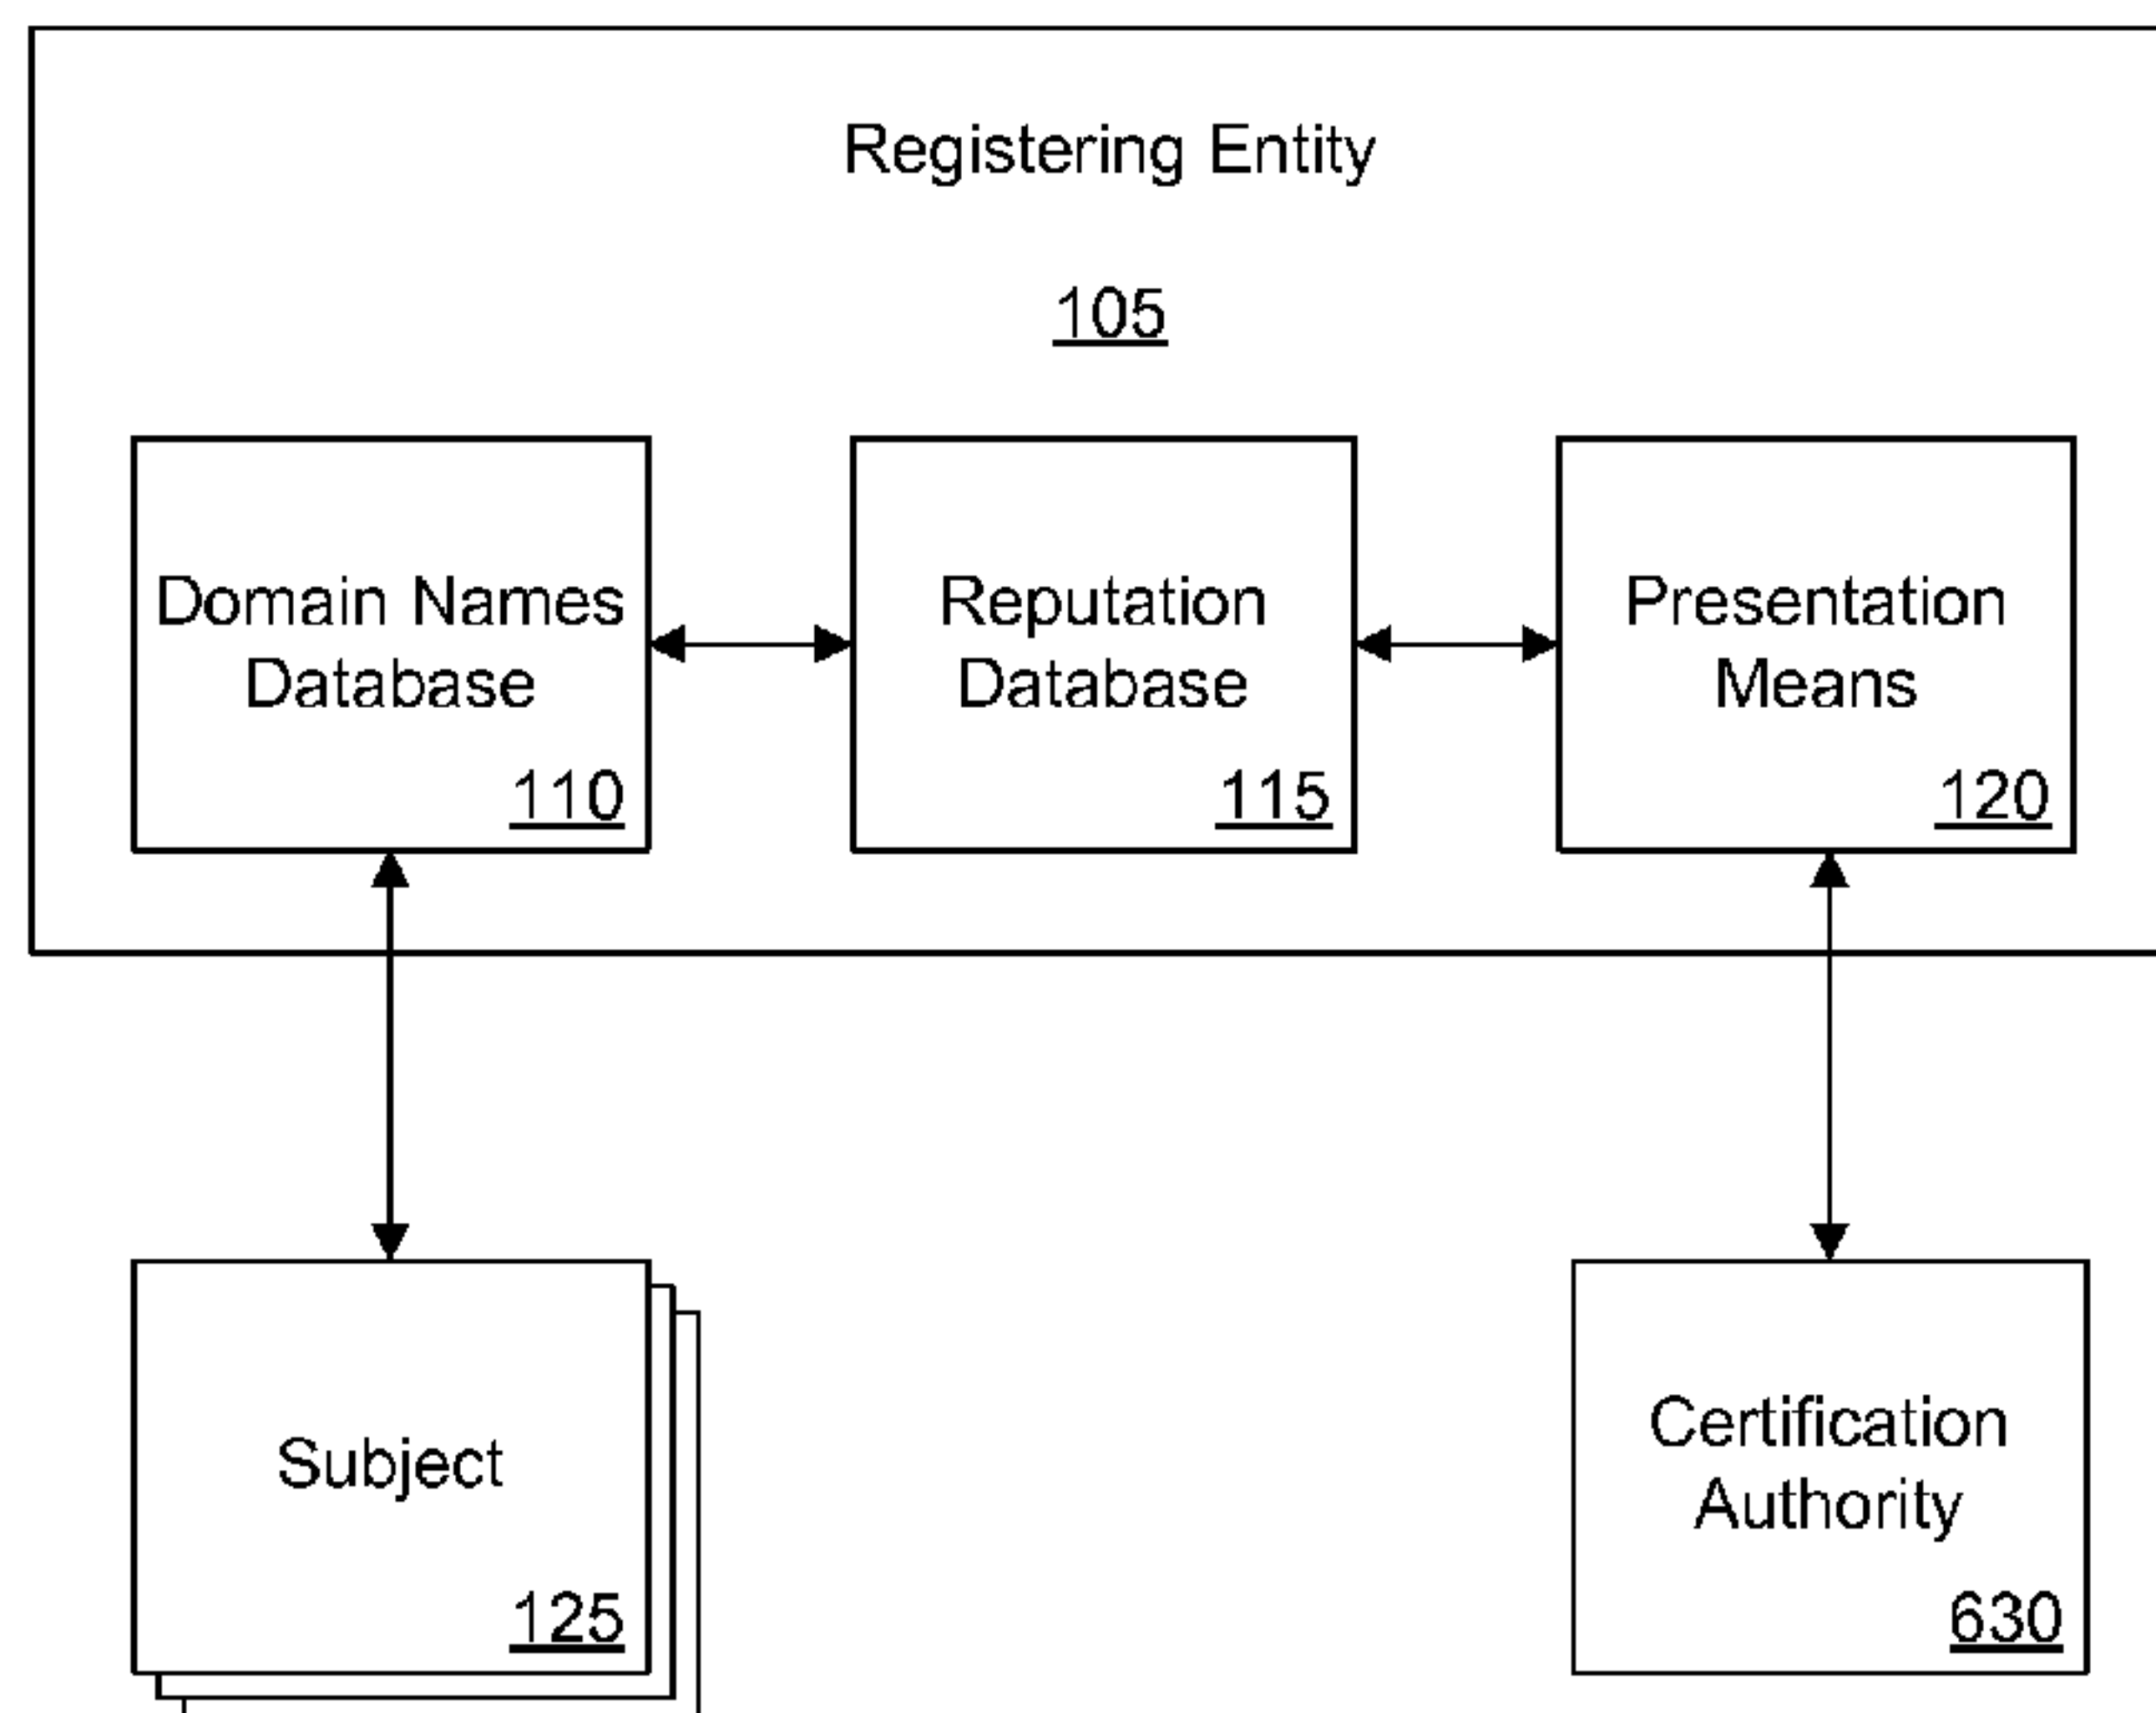 Registering Entity
105
Domain Names
Database
110
Reputation
Database
115
Presentation
Means
120
Subject
125
Certification
Authority
630